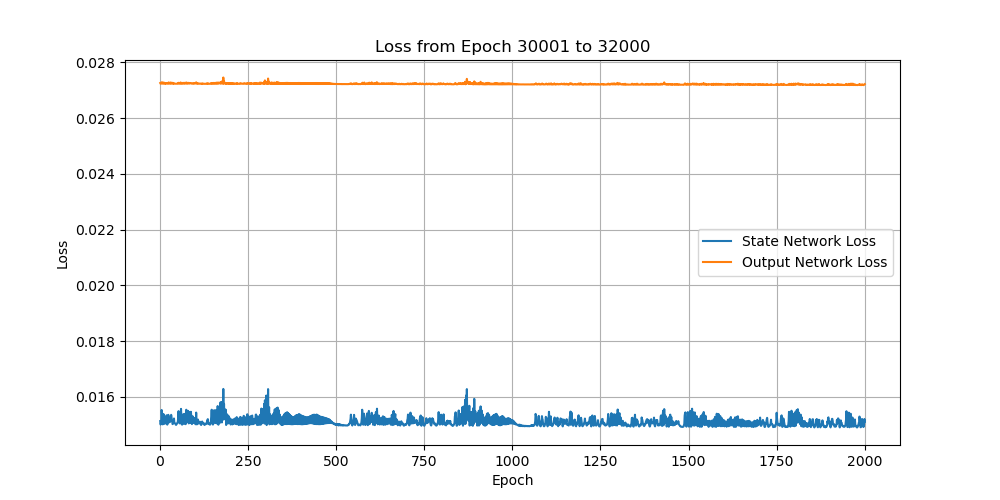 Loss from Epoch 30001 to 32000
0.028
0.026
0.024
0.022
0.020
0.018
0.016
Loss
State Network Loss
Output Network Loss
0 250 500 750 1000 1250 1500 1750 2000
Epoch